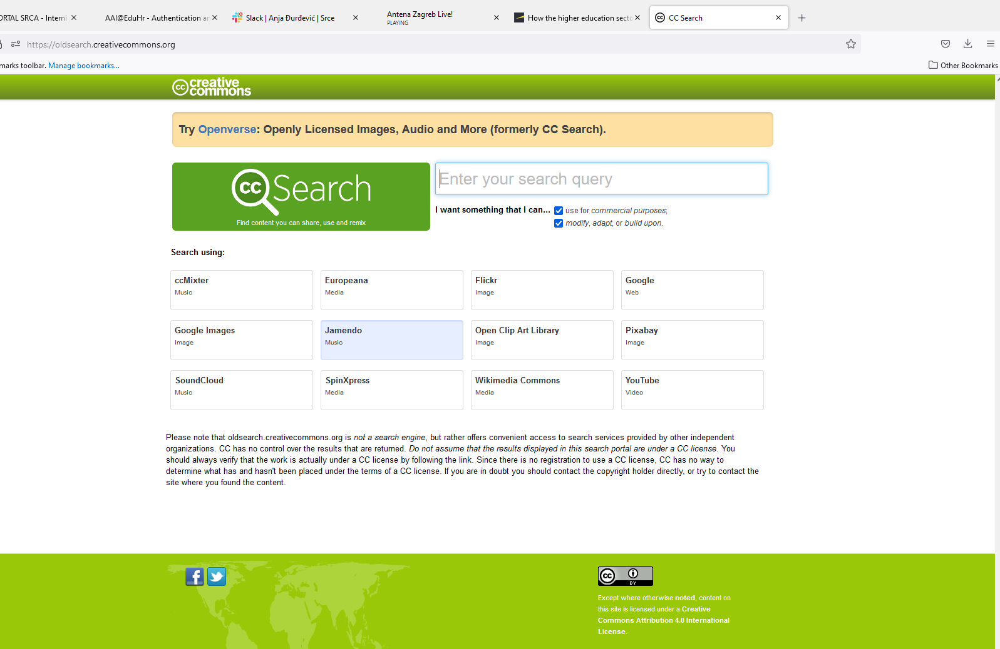 ORTAL SRCA - Interni
AAI@EduHr - Authentication an
Slack | Anja Đurđević | Srce
Antena Zagreb Live!
PLAYING
How the higher education secto
CC Search
https://oldsearch.creativecommons.org
marks toolbar. Manage bookmarks...
Other Bookmarks
cc creative
commons
Try Openverse: Openly Licensed Images, Audio and More (formerly CC Search).
cc Search
Find content you can share, use and remix
Enter your search query
I want something that I can... use for commercial purposes;
modify, adapt, or build upon.
Search using:
ccMixter
Music
Europeana
Media
Flickr
Image
Google
Web
Google Images
Image
Jamendo
Music
Open Clip Art Library
Image
Pixabay
Image
SoundCloud
Music
SpinXpress
Media
Wikimedia Commons
Media
YouTube
Video
Please note that oldsearch.creativecommons.org is not a search engine, but rather offers convenient access to search services provided by other independent
organizations. CC has no control over the results that are returned. Do not assume that the results displayed in this search portal are under a CC license. You
should always verify that the work is actually under a CC license by following the link. Since there is no registration to use a CC license, CC has no way to
determine what has and hasn't been placed under the terms of a CC license. If you are in doubt you should contact the copyright holder directly, or try to contact the
site where you found the content.
cc
BY
Except where otherwise noted, content on
this site is licensed under a Creative
Commons Attribution 4.0 International
License.